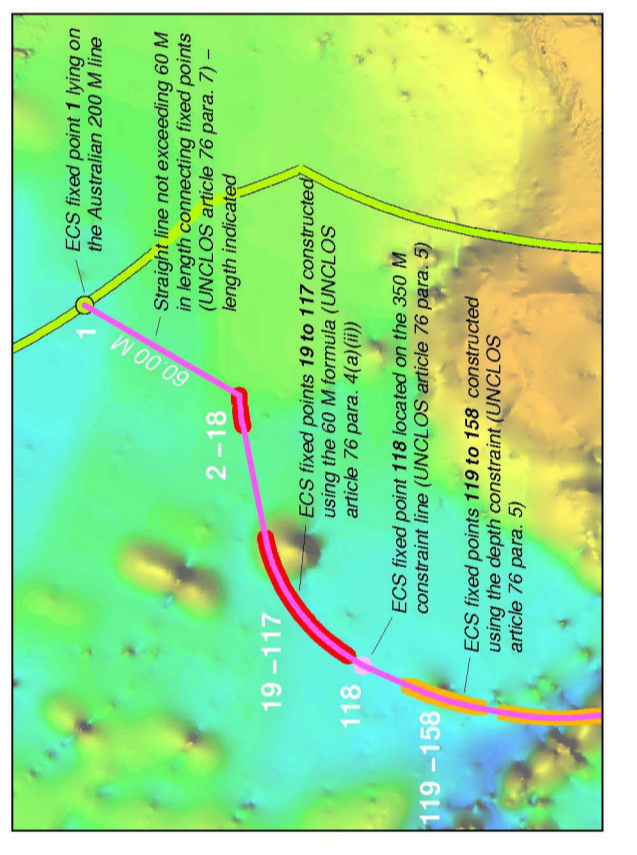 ECS fixed point 1 lying on
the Australian 200 M line
Straight line not exceeding 60 M
in length connecting fixed points
(UNCLOS article 76 para. 7) –
length indicated
1
60.00 M
2 –18
ECS fixed points 19 to 117 constructed
using the 60 M formula (UNCLOS
article 76 para. 4(a)(ii))
19 –117
ECS fixed point 118 located on the 350 M
constraint line (UNCLOS article 76 para. 5)
118
ECS fixed points 119 to 158 constructed
using the depth constraint (UNCLOS
article 76 para. 5)
119 –158